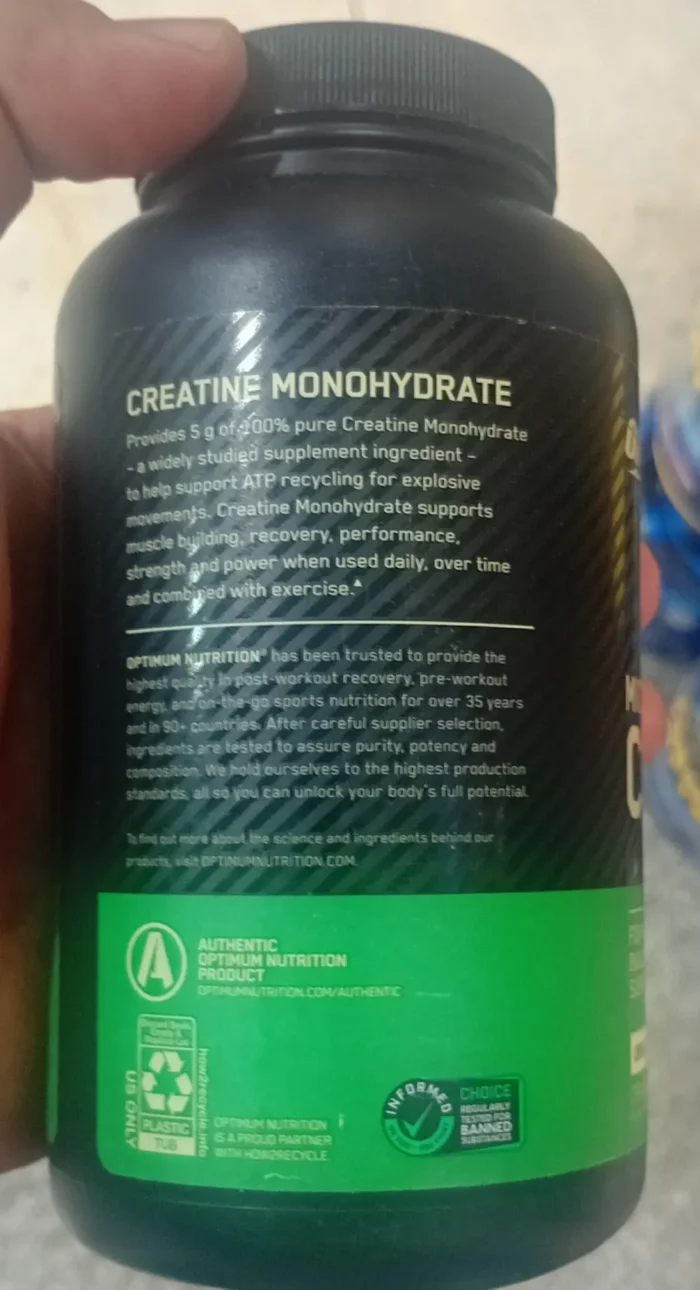 CREATINE MONOHYDRATE
Provides 5 g of 100% pure Creatine Monohydrate
– a widely studied supplement ingredient –
to help support ATP recycling for explosive
movements. Creatine Monohydrate supports
muscle building, recovery, performance,
strength and power when used daily, over time
and combined with exercise.▲
OPTIMUM NUTRITION® has been trusted to provide the
highest quality in post-workout recovery, pre-workout
energy, and on-the-go sports nutrition for over 35 years
and in 90+ countries. After careful supplier selection,
ingredients are tested to assure purity, potency and
composition. We hold ourselves to the highest production
standards, all so you can unlock your body's full potential.
To find out more about the science and ingredients behind our
products, visit OPTIMUMNUTRITION.COM.
AUTHENTIC
OPTIMUM NUTRITION
PRODUCT
OPTIMUMNUTRITION.COM/AUTHENTIC
US ONLY
PLASTIC
TUB
how2recycle.info
OPTIMUM NUTRITION
IS A PROUD PARTNER
WITH HOW2RECYCLE.
INFORMED
CHOICE
REGULARLY
TESTED FOR
BANNED
SUBSTANCES